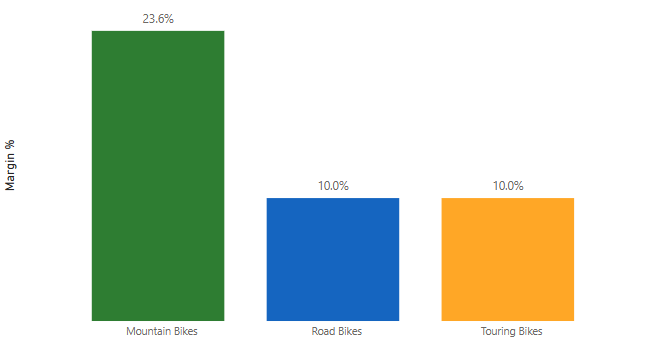 23.6%
10.0%
10.0%
Margin %
Mountain Bikes
Road Bikes
Touring Bikes